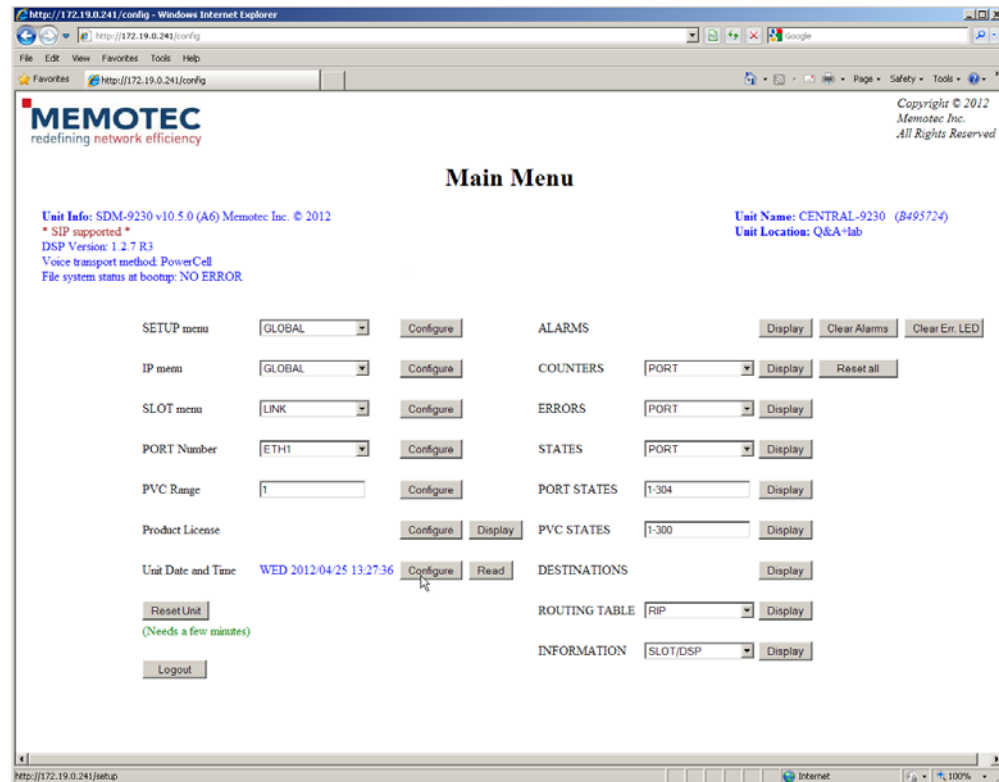 http://172.19.0.241/config - Windows Internet Explorer
http://172.19.0.241/config
Google
File Edit View Favorites Tools Help
Favorites http://172.19.0.241/config Page Safety Tools
MEMOTEC
redefining network efficiency
Copyright © 2012
Memotec Inc.
All Rights Reserved
Main Menu
Unit Info: SDM-9230 v10.5.0 (A6) Memotec Inc. © 2012
* SIP supported *
DSP Version: 1.2.7 R3
Voice transport method: PowerCell
File system status at bootup: NO ERROR
Unit Name: CENTRAL-9230 (B495724)
Unit Location: Q&A+lab
SETUP menu GLOBAL Configure ALARMS Display Clear Alarms Clear Err. LED
IP menu GLOBAL Configure COUNTERS PORT Display Reset all
SLOT menu LINK Configure ERRORS PORT Display
PORT Number ETH1 Configure STATES PORT Display
PVC Range 1 Configure PORT STATES 1-304 Display
Product License Configure Display PVC STATES 1-300 Display
Unit Date and Time WED 2012/04/25 13:27:36 Configure Read DESTINATIONS Display
Reset Unit ROUTING TABLE RIP Display
(Needs a few minutes)
INFORMATION SLOT/DSP Display
Logout
http://172.19.0.241/setup Internet 100%